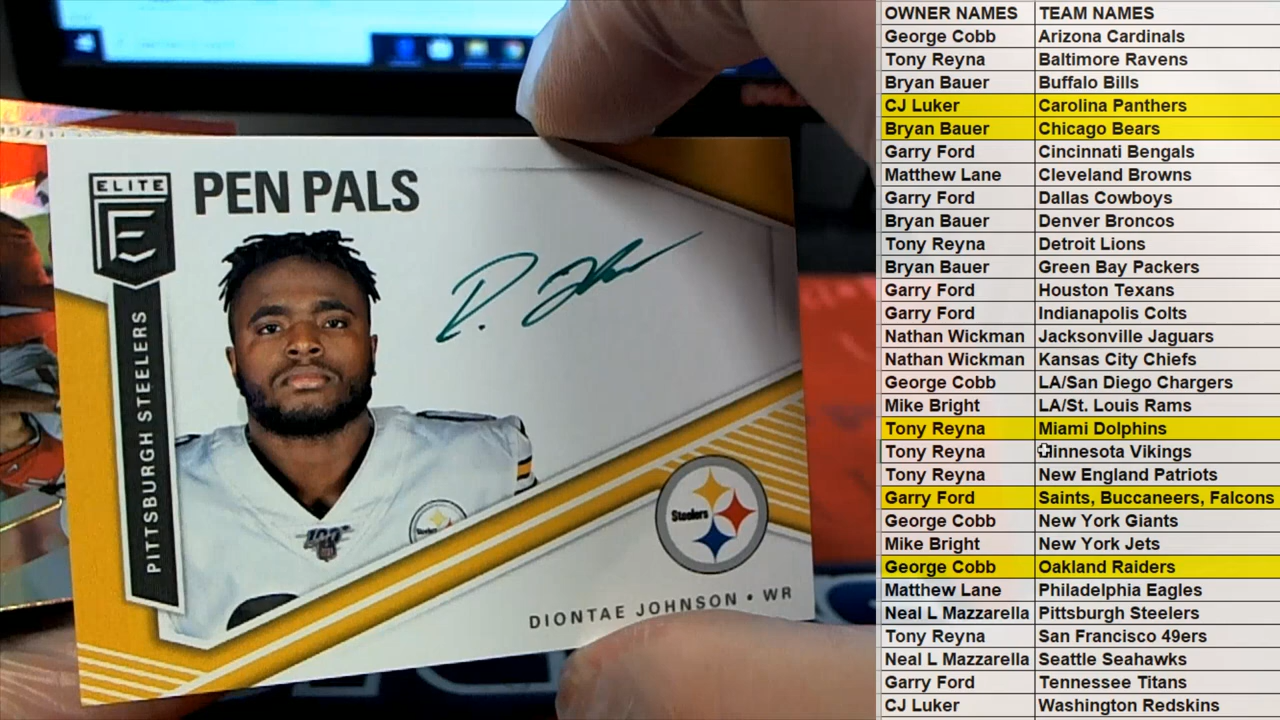 ELITE
E
PEN PALS
D. J
PITTSBURGH STEELERS
100
Steelers
DIONTAE JOHNSON • WR
OWNER NAMES TEAM NAMES
George Cobb Arizona Cardinals
Tony Reyna Baltimore Ravens
Bryan Bauer Buffalo Bills
CJ Luker Carolina Panthers
Bryan Bauer Chicago Bears
Garry Ford Cincinnati Bengals
Matthew Lane Cleveland Browns
Garry Ford Dallas Cowboys
Bryan Bauer Denver Broncos
Tony Reyna Detroit Lions
Bryan Bauer Green Bay Packers
Garry Ford Houston Texans
Garry Ford Indianapolis Colts
Nathan Wickman Jacksonville Jaguars
Nathan Wickman Kansas City Chiefs
George Cobb LA/San Diego Chargers
Mike Bright LA/St. Louis Rams
Tony Reyna Miami Dolphins
Tony Reyna Minnesota Vikings
Tony Reyna New England Patriots
Garry Ford Saints, Buccaneers, Falcons
George Cobb New York Giants
Mike Bright New York Jets
George Cobb Oakland Raiders
Matthew Lane Philadelphia Eagles
Neal L Mazzarella Pittsburgh Steelers
Tony Reyna San Francisco 49ers
Neal L Mazzarella Seattle Seahawks
Garry Ford Tennessee Titans
CJ Luker Washington Redskins